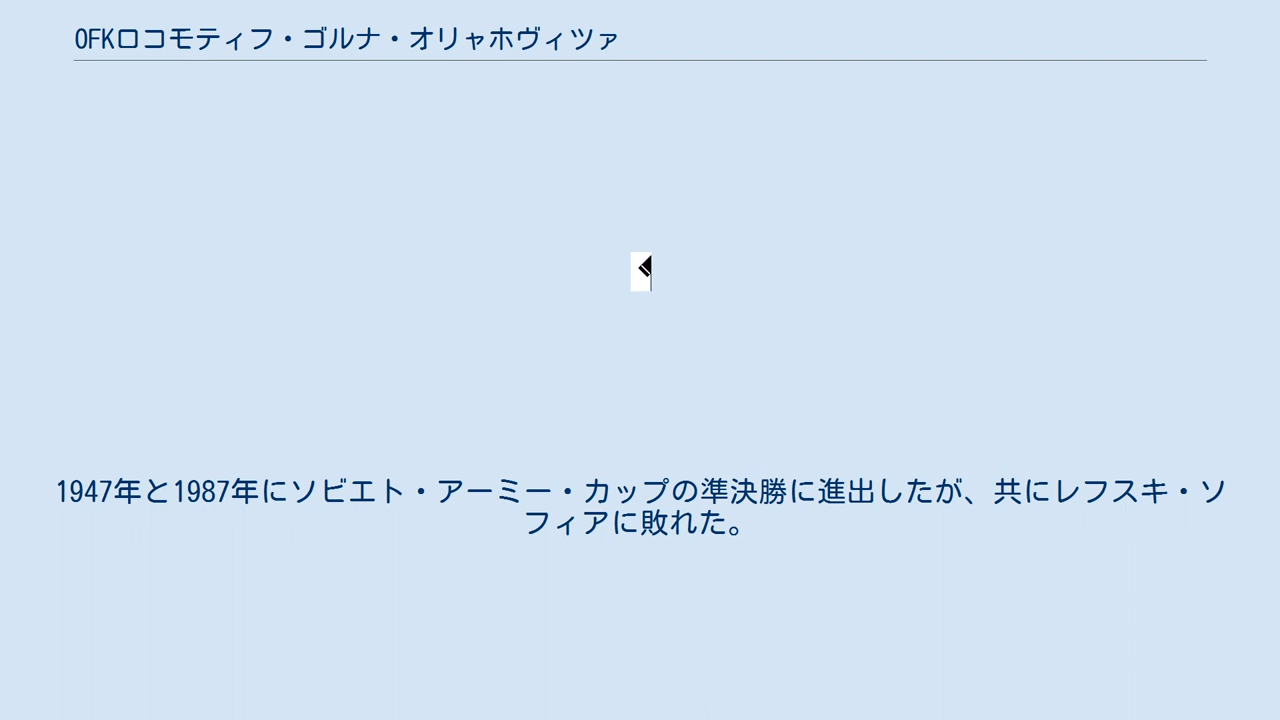 OFKロコモティフ・ゴルナ・オリャホヴィツァ
1947年と1987年にソビエト・アーミー・カップの準決勝に進出したが、共にレフスキ・ソ
フィアに敗れた。